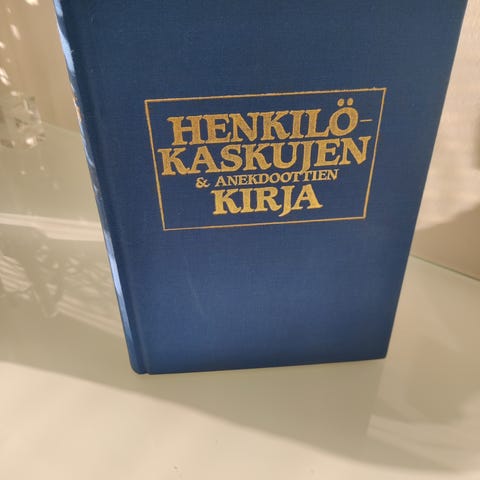 HENKILÖ-
KASKUJEN
& ANEKDOOTTIEN
KIRJA